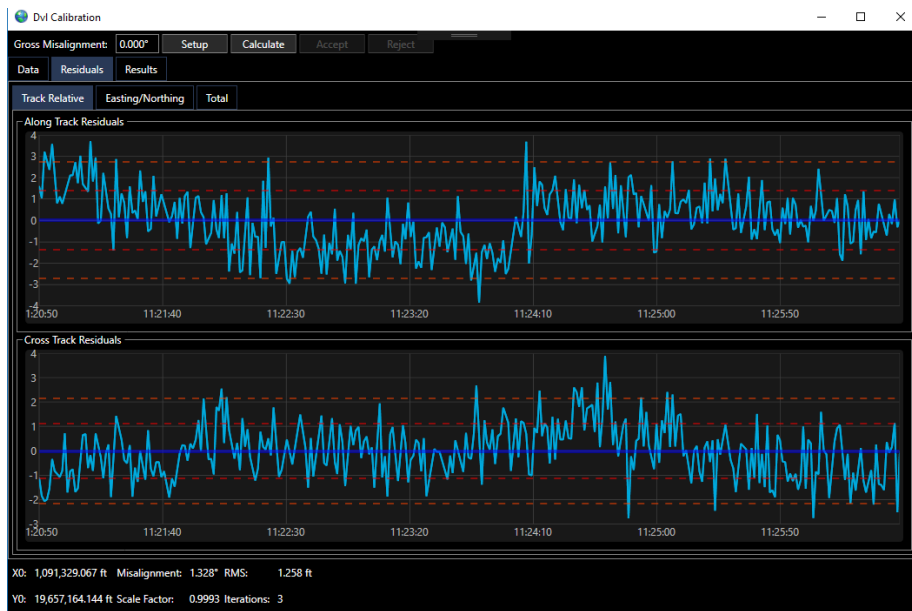 Dvl Calibration
Gross Misalignment: 0.000° Setup Calculate Accept Reject
Data Residuals Results
Track Relative Easting/Northing Total
Along Track Residuals
4
3
2
1
0
-1
-2
-3
-4
1:20:50 11:21:40 11:22:30 11:23:20 11:24:10 11:25:00 11:25:50
Cross Track Residuals
4
3
2
1
0
-1
-2
-3
1:20:50 11:21:40 11:22:30 11:23:20 11:24:10 11:25:00 11:25:50
X0: 1,091,329.067 ft Misalignment: 1.328° RMS: 1.258 ft
Y0: 19,657,164.144 ft Scale Factor: 0.9993 Iterations: 3